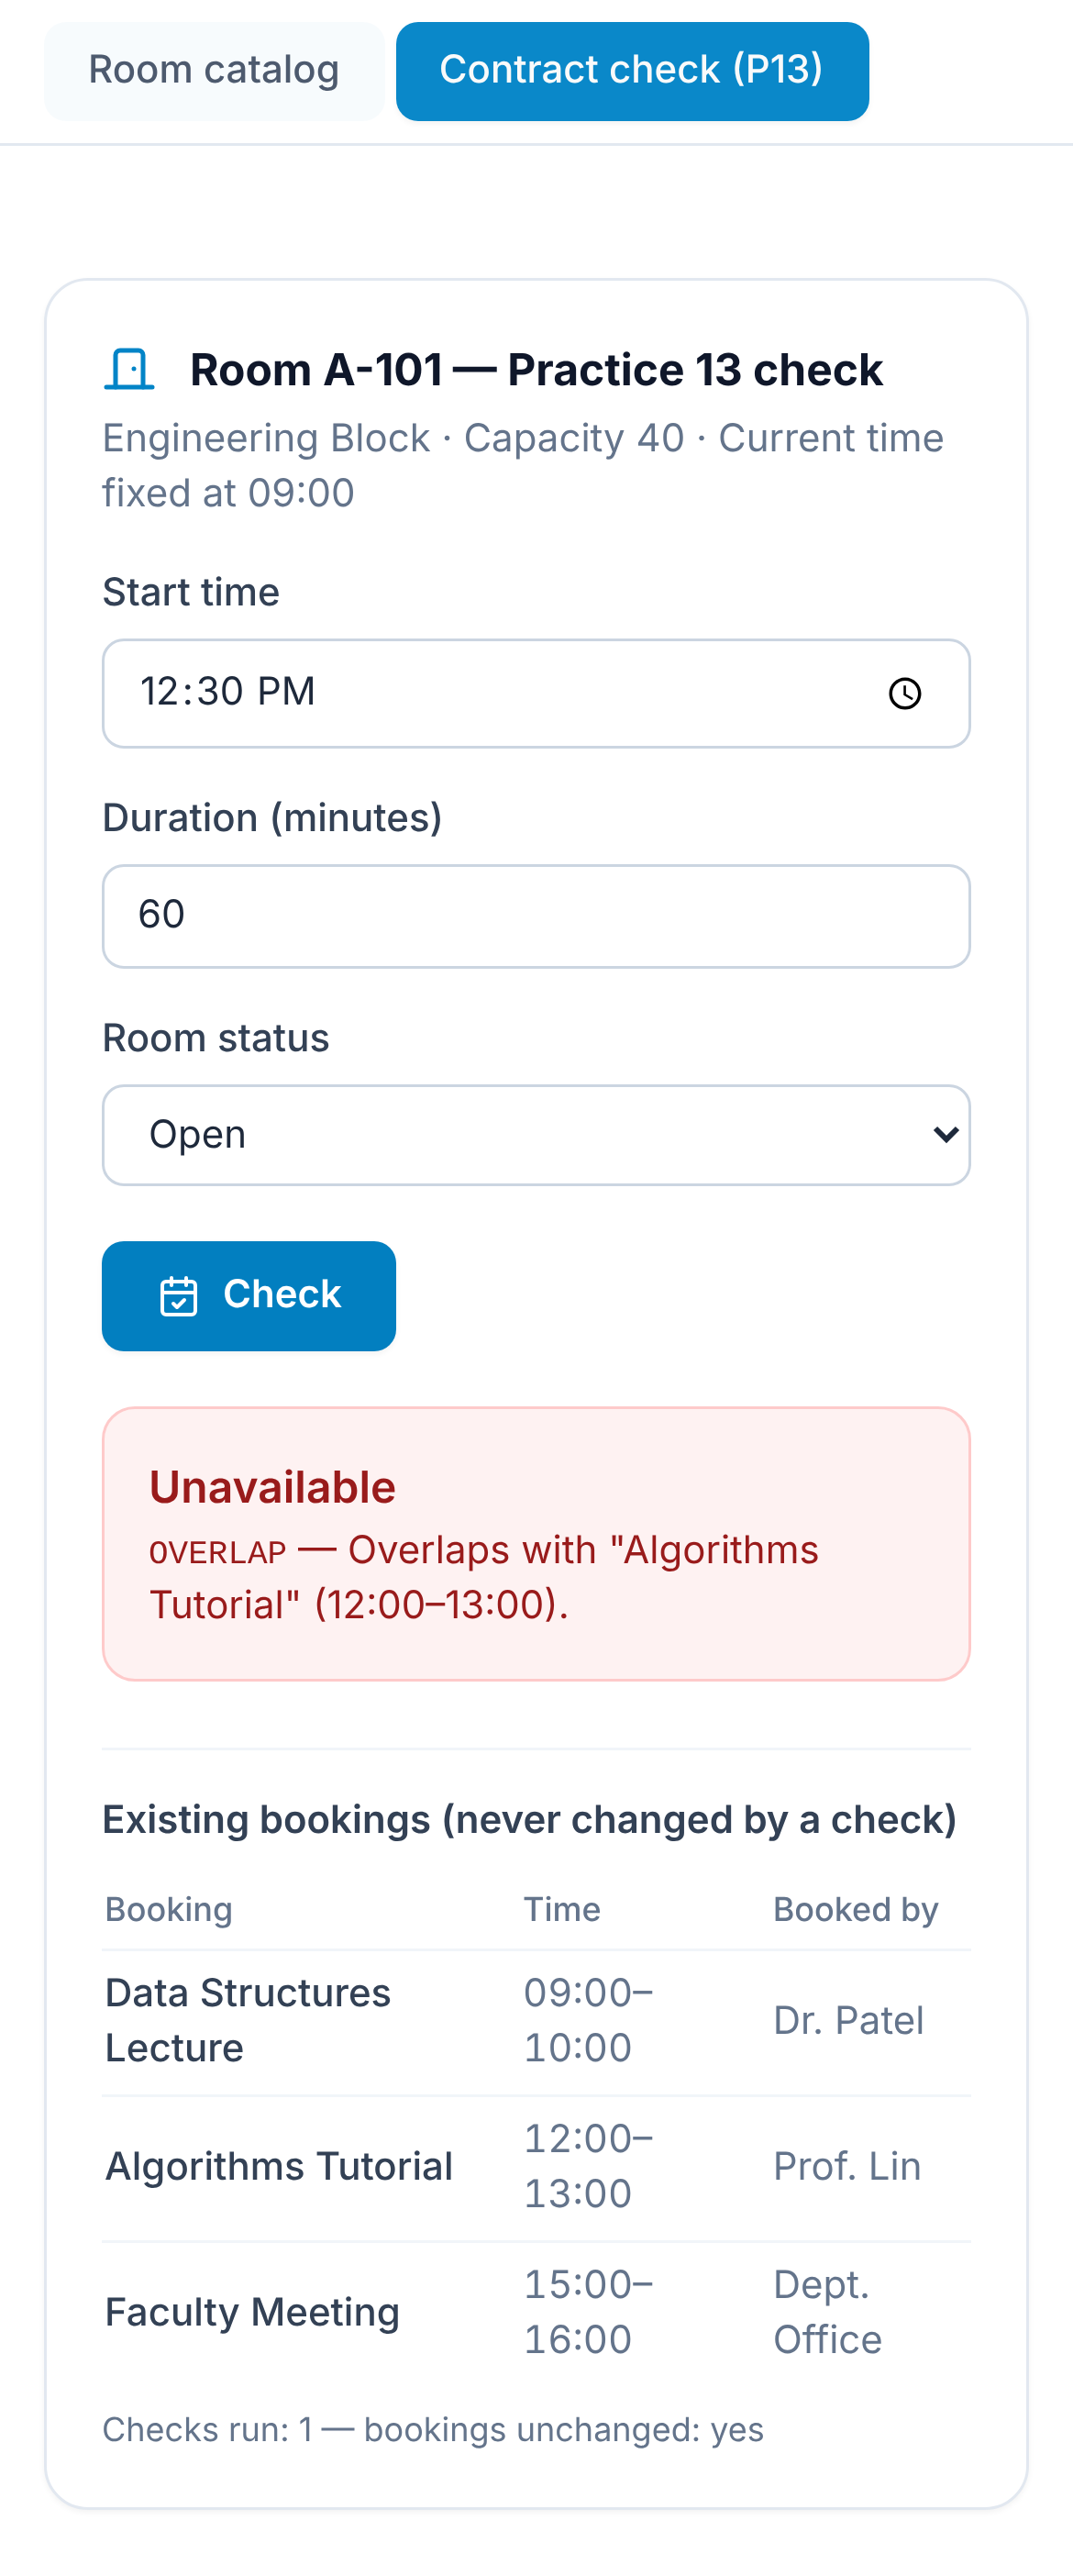 Room catalog
Contract check (P13)
Room A-101 — Practice 13 check
Engineering Block · Capacity 40 · Current time
fixed at 09:00
Start time
12:30 PM
Duration (minutes)
60
Room status
Open
Check
Unavailable
OVERLAP — Overlaps with "Algorithms
Tutorial" (12:00–13:00).
Existing bookings (never changed by a check)
Booking Time Booked by
Data Structures
Lecture
09:00–
10:00
Dr. Patel
Algorithms Tutorial
12:00–
13:00
Prof. Lin
Faculty Meeting
15:00–
16:00
Dept.
Office
Checks run: 1 — bookings unchanged: yes